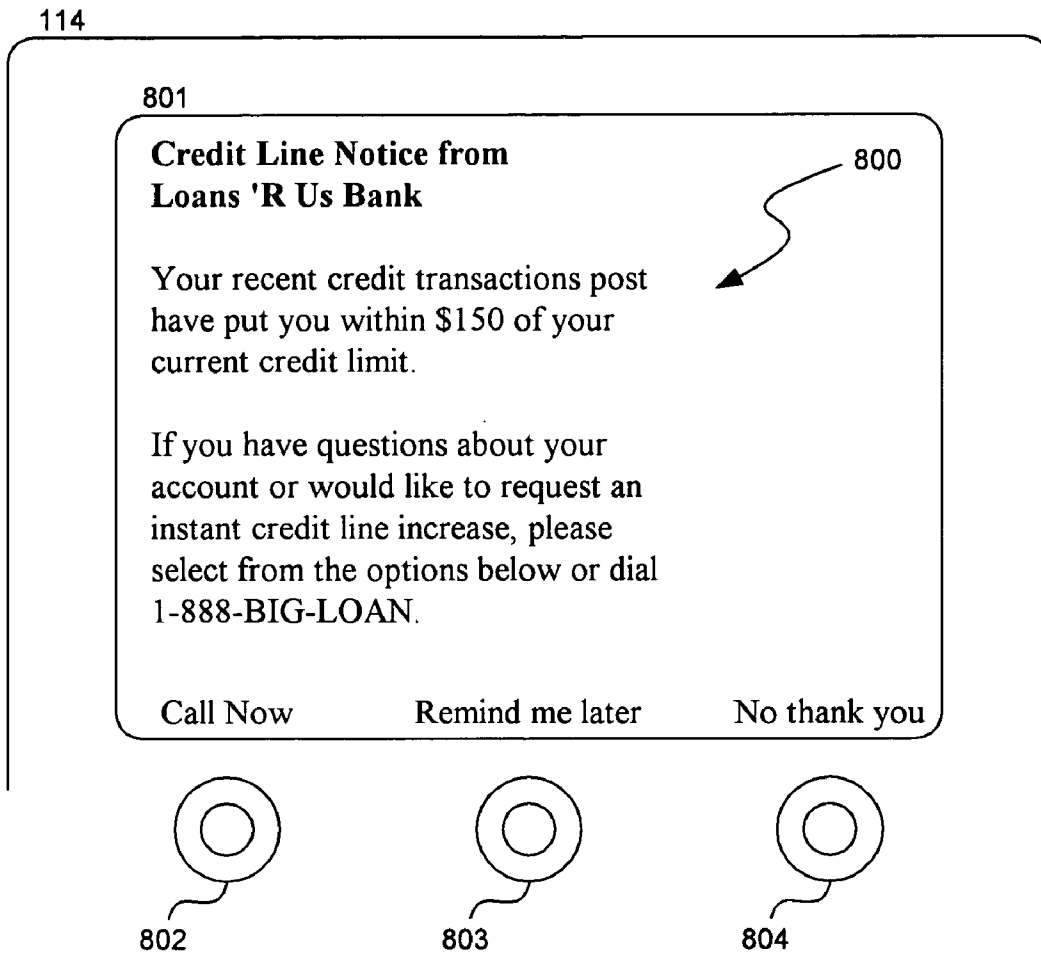 114
801
Credit Line Notice from
800
Loans 'R Us Bank
Your recent credit transactions post
have put you within $150 of your
current credit limit.
If you have questions about your
account or would like to request an
instant credit line increase, please
select from the options below or dial
1-888-BIG-LOAN.
Call Now Remind me later No thank you
802 803 804